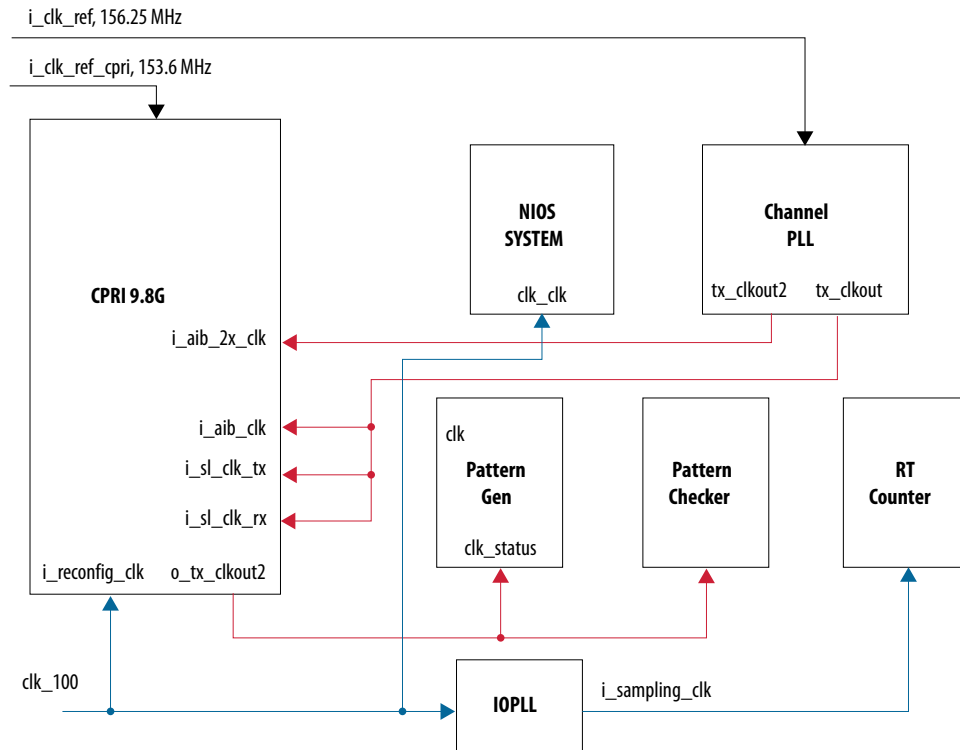 i_clk_ref, 156.25 MHz
i_clk_ref_cpri, 153.6 MHz
NIOS
SYSTEM
clk_clk
Channel
PLL
tx_clkout2
tx_clkout
CPRI 9.8G
i_aib_2x_clk
i_aib_clk
i_sl_clk_tx
i_sl_clk_rx
i_reconfig_clk
o_tx_clkout2
clk
Pattern
Gen
clk_status
Pattern
Checker
RT
Counter
clk_100
IOPLL
i_sampling_clk